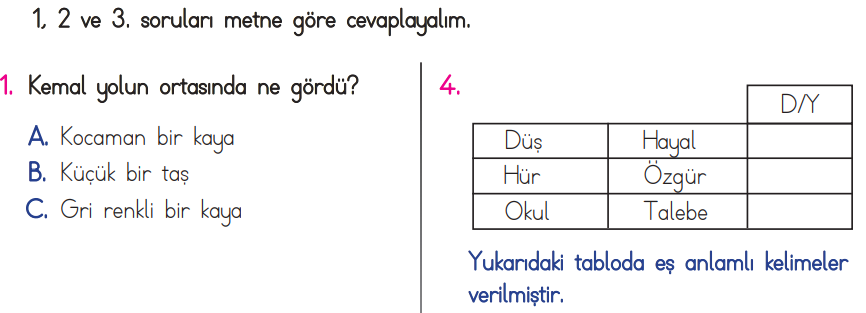 1, 2 ve 3. soruları metne göre cevaplayalım.
1. Kemal yolun ortasında ne gördü?
A. Kocaman bir kaya
B. Küçük bir taş
C. Gri renkli bir kaya
4.
D/Y
Düş Hayal
Hür Özgür
Okul Talebe
Yukarıdaki tabloda eş anlamlı kelimeler
verilmiştir.